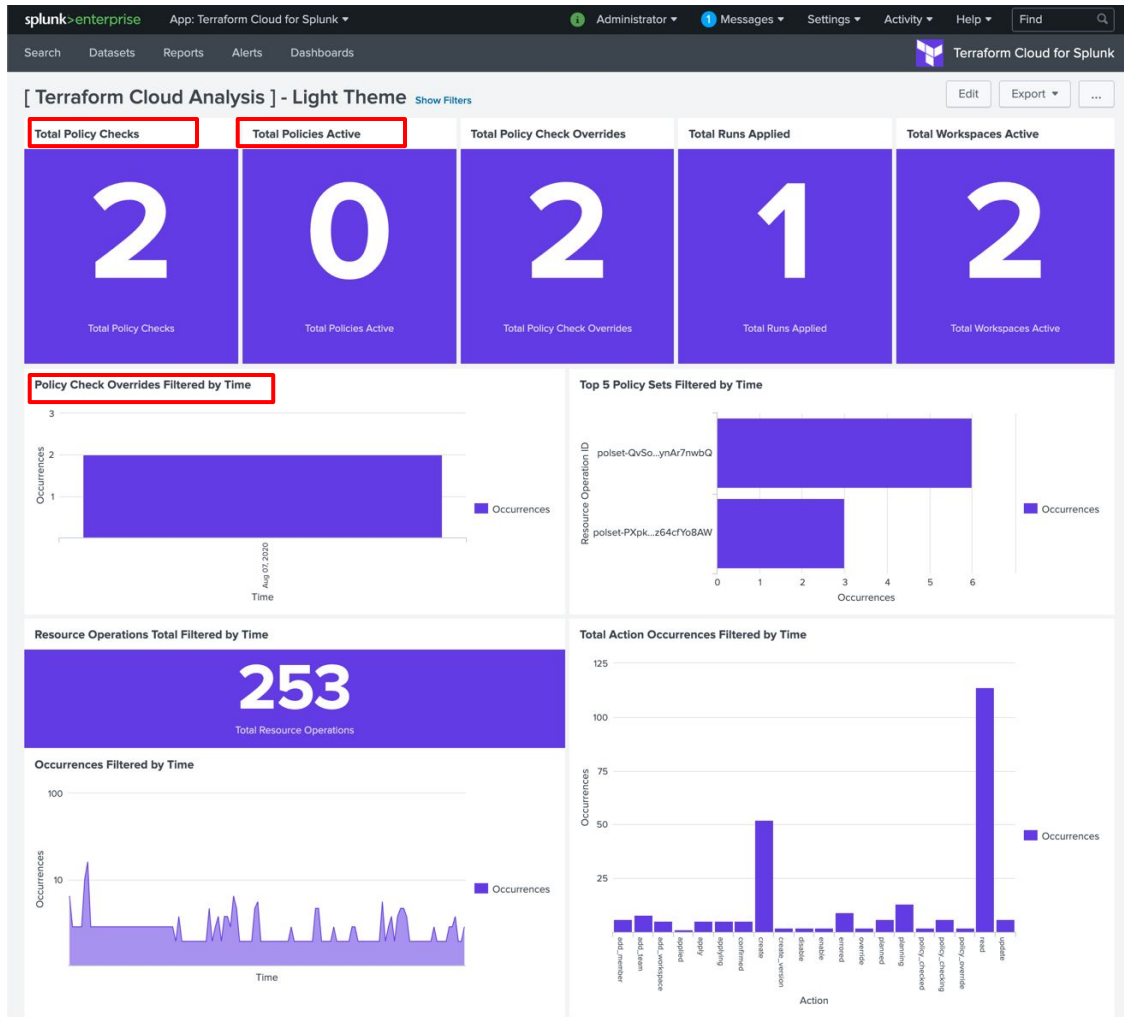 splunk>enterprise App: Terraform Cloud for Splunk ▾ i Administrator ▾ 1 Messages ▾ Settings ▾ Activity ▾ Help ▾ Find
Search Datasets Reports Alerts Dashboards Terraform Cloud for Splunk
[ Terraform Cloud Analysis ] - Light Theme Show Filters Edit Export ▾ ...
Total Policy Checks Total Policies Active Total Policy Check Overrides Total Runs Applied Total Workspaces Active
2 0 2 1 2
Total Policy Checks Total Policies Active Total Policy Check Overrides Total Runs Applied Total Workspaces Active
Policy Check Overrides Filtered by Time
3
2
1
Occurrences
Aug 07, 2020
Time
Occurrences
Top 5 Policy Sets Filtered by Time
Resource Operation ID
polset-QvSo...ynAr7nwbQ
polset-PXpk...z64cfYo8AW
0 1 2 3 4 5 6
Occurrences
Occurrences
Resource Operations Total Filtered by Time
253
Total Resource Operations
Occurrences Filtered by Time
100
10
Occurrences
Time
Occurrences
Total Action Occurrences Filtered by Time
125
100
75
50
25
Occurrences
add_member
add_team
add_workspace
applied
apply
applying
confirmed
create
create_version
disable
enable
errored
override
planned
planning
policy_checked
policy_checking
policy_override
read
update
Action
Occurrences